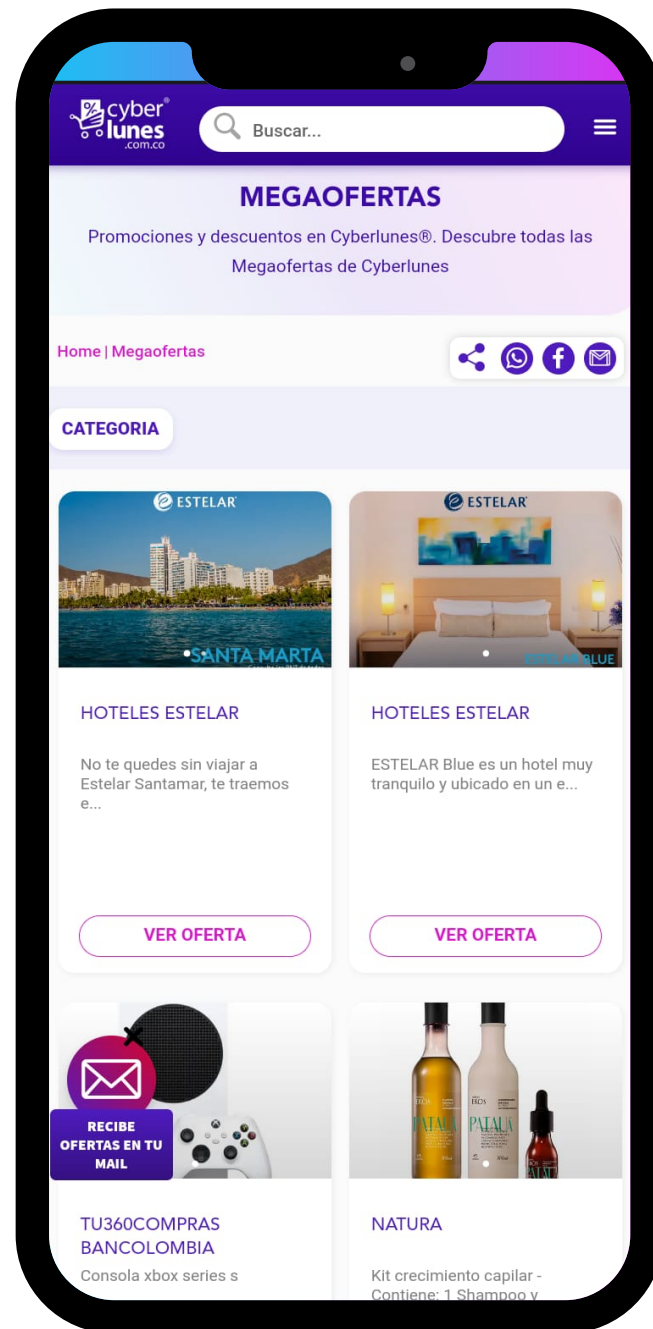 cyber®
lunes
.com.co
Buscar...
MEGAOFERTAS
Promociones y descuentos en Cyberlunes®. Descubre todas las
Megaofertas de Cyberlunes
Home | Megaofertas
CATEGORIA
ESTELAR
SANTA MARTA
ESTELAR
ESTELAR BLUE
HOTELES ESTELAR
No te quedes sin viajar a
Estelar Santamar, te traemos
e...
VER OFERTA
HOTELES ESTELAR
ESTELAR Blue es un hotel muy
tranquilo y ubicado en un e...
VER OFERTA
RECIBE
OFERTAS EN TU
MAIL
TU360COMPRAS
BANCOLOMBIA
Consola xbox series s
EKOS
PATAUÁ
EKOS
PATAUÁ
NATURA
Kit crecimiento capilar -
Contiene: 1 Shampoo y